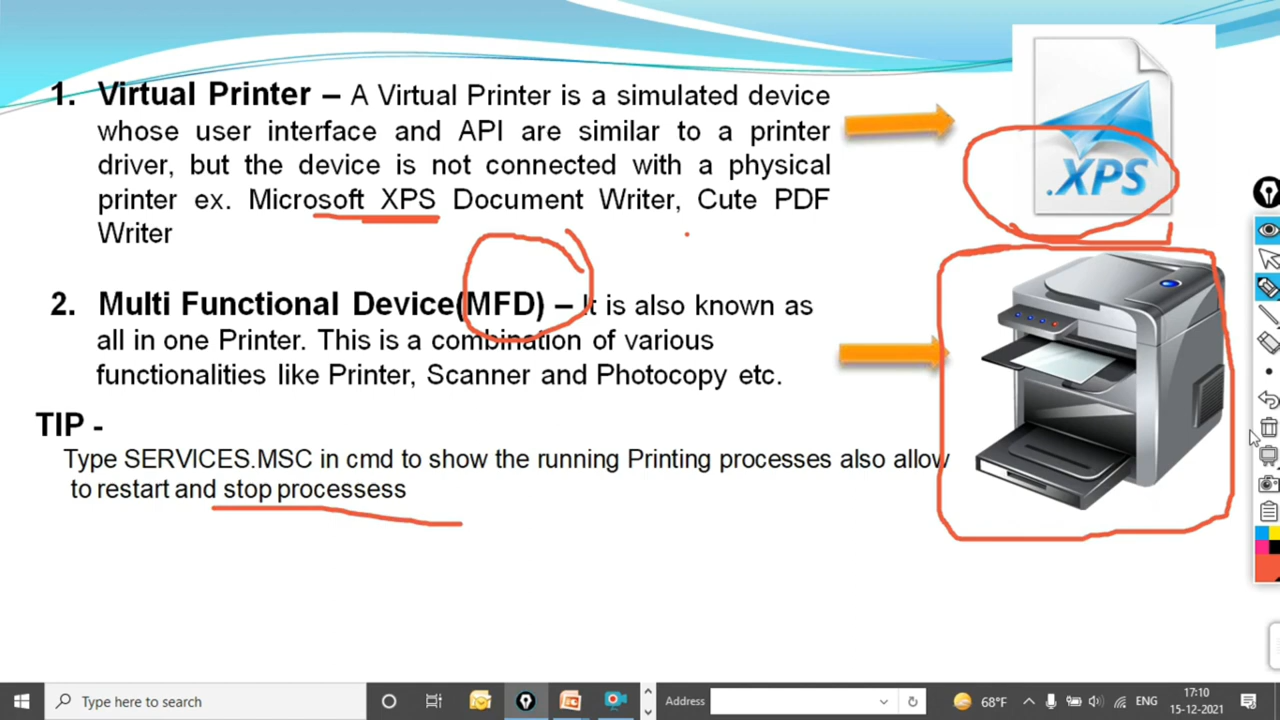 1. Virtual Printer – A Virtual Printer is a simulated device
whose user interface and API are similar to a printer
driver, but the device is not connected with a physical
printer ex. Microsoft XPS Document Writer, Cute PDF
Writer
.XPS
2. Multi Functional Device(MFD) – It is also known as
all in one Printer. This is a combination of various
functionalities like Printer, Scanner and Photocopy etc.
TIP -
Type SERVICES.MSC in cmd to show the running Printing processes also allow
to restart and stop processess
Type here to search
Address
68°F
ENG
17:10
15-12-2021